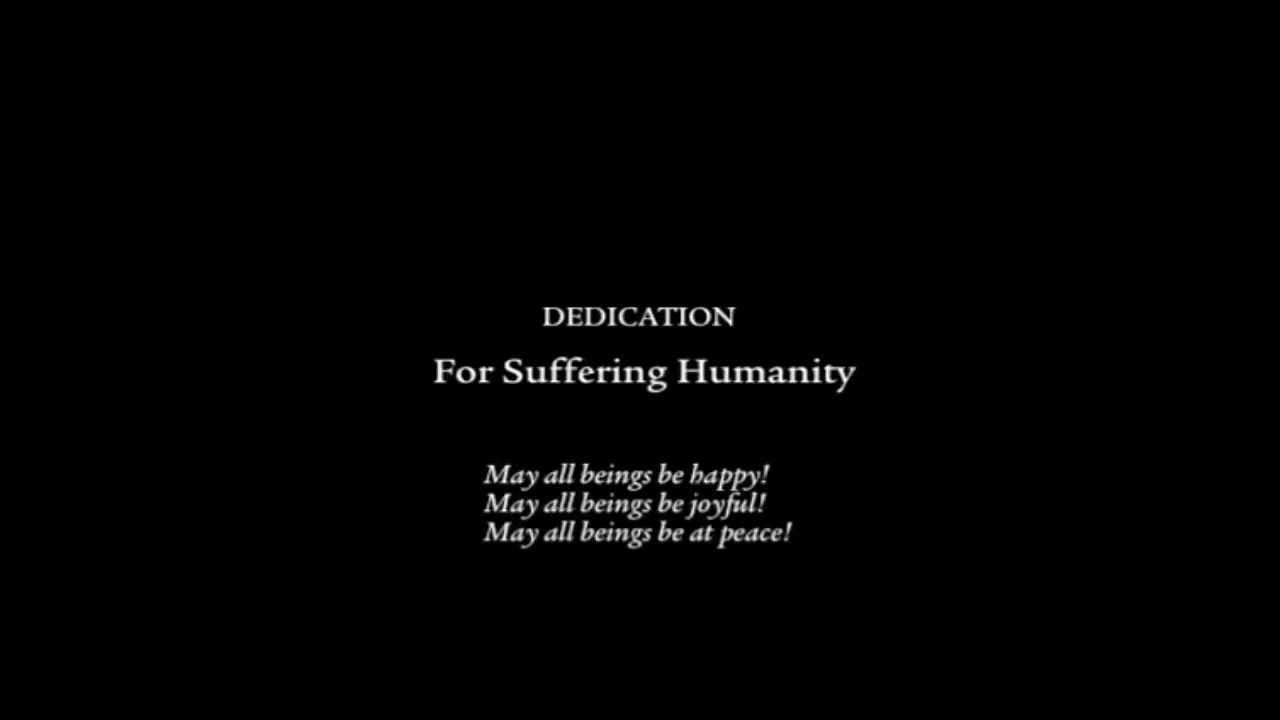 DEDICATION
For Suffering Humanity
May all beings be happy!
May all beings be joyful!
May all beings be at peace!